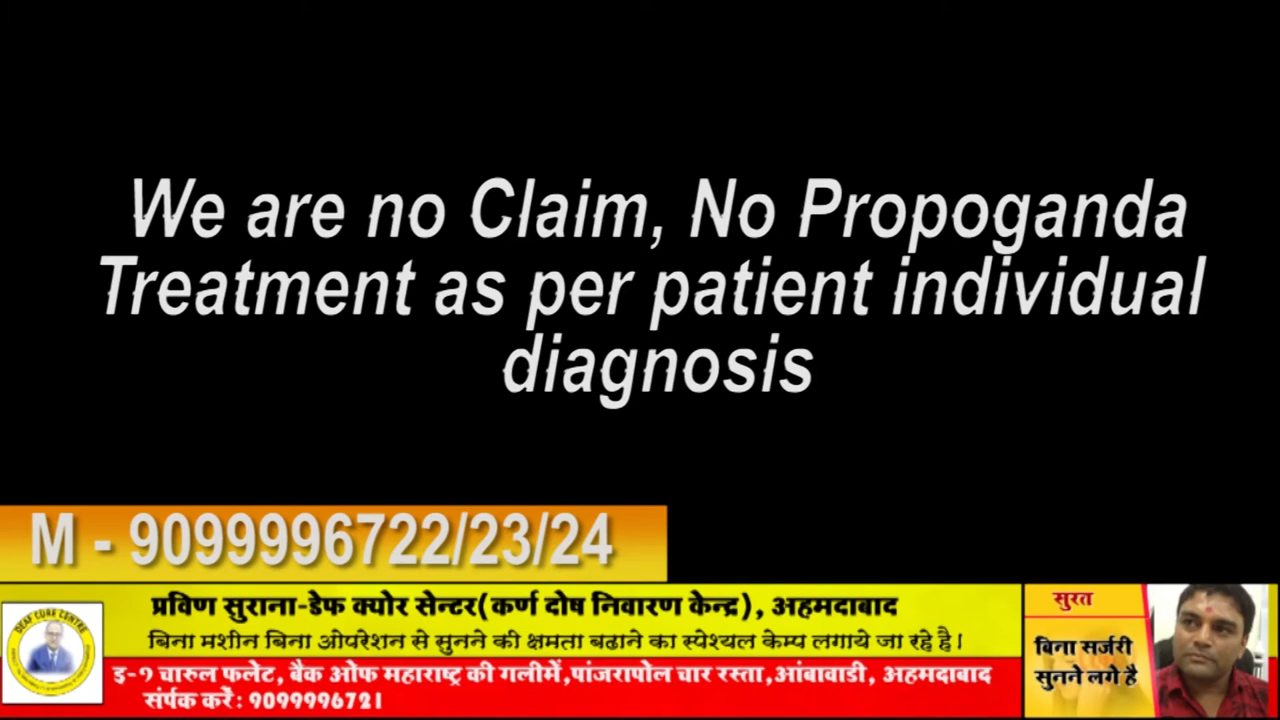 We are no Claim, No Propoganda
Treatment as per patient individual
diagnosis
M - 9099996722/23/24
प्रविण सुराना-डेफ क्योर सेन्टर(कर्ण दोष निवारण केन्द्र), अहमदाबाद
बिना मशीन बिना ओपरेशन से सुनने की क्षमता बढाने का स्पेश्यल केम्प लगाये जा रहे है।
इ-१ चारुल फलेट, बैंक ओफ महाराष्ट्र की गलीमें,पांजरापोल चार रस्ता,आंबावाडी, अहमदाबाद
संर्पक करें: 9099996721
DEAF CURE CENTRE
सुरत
बिना सर्जरी
सुनने लगे है